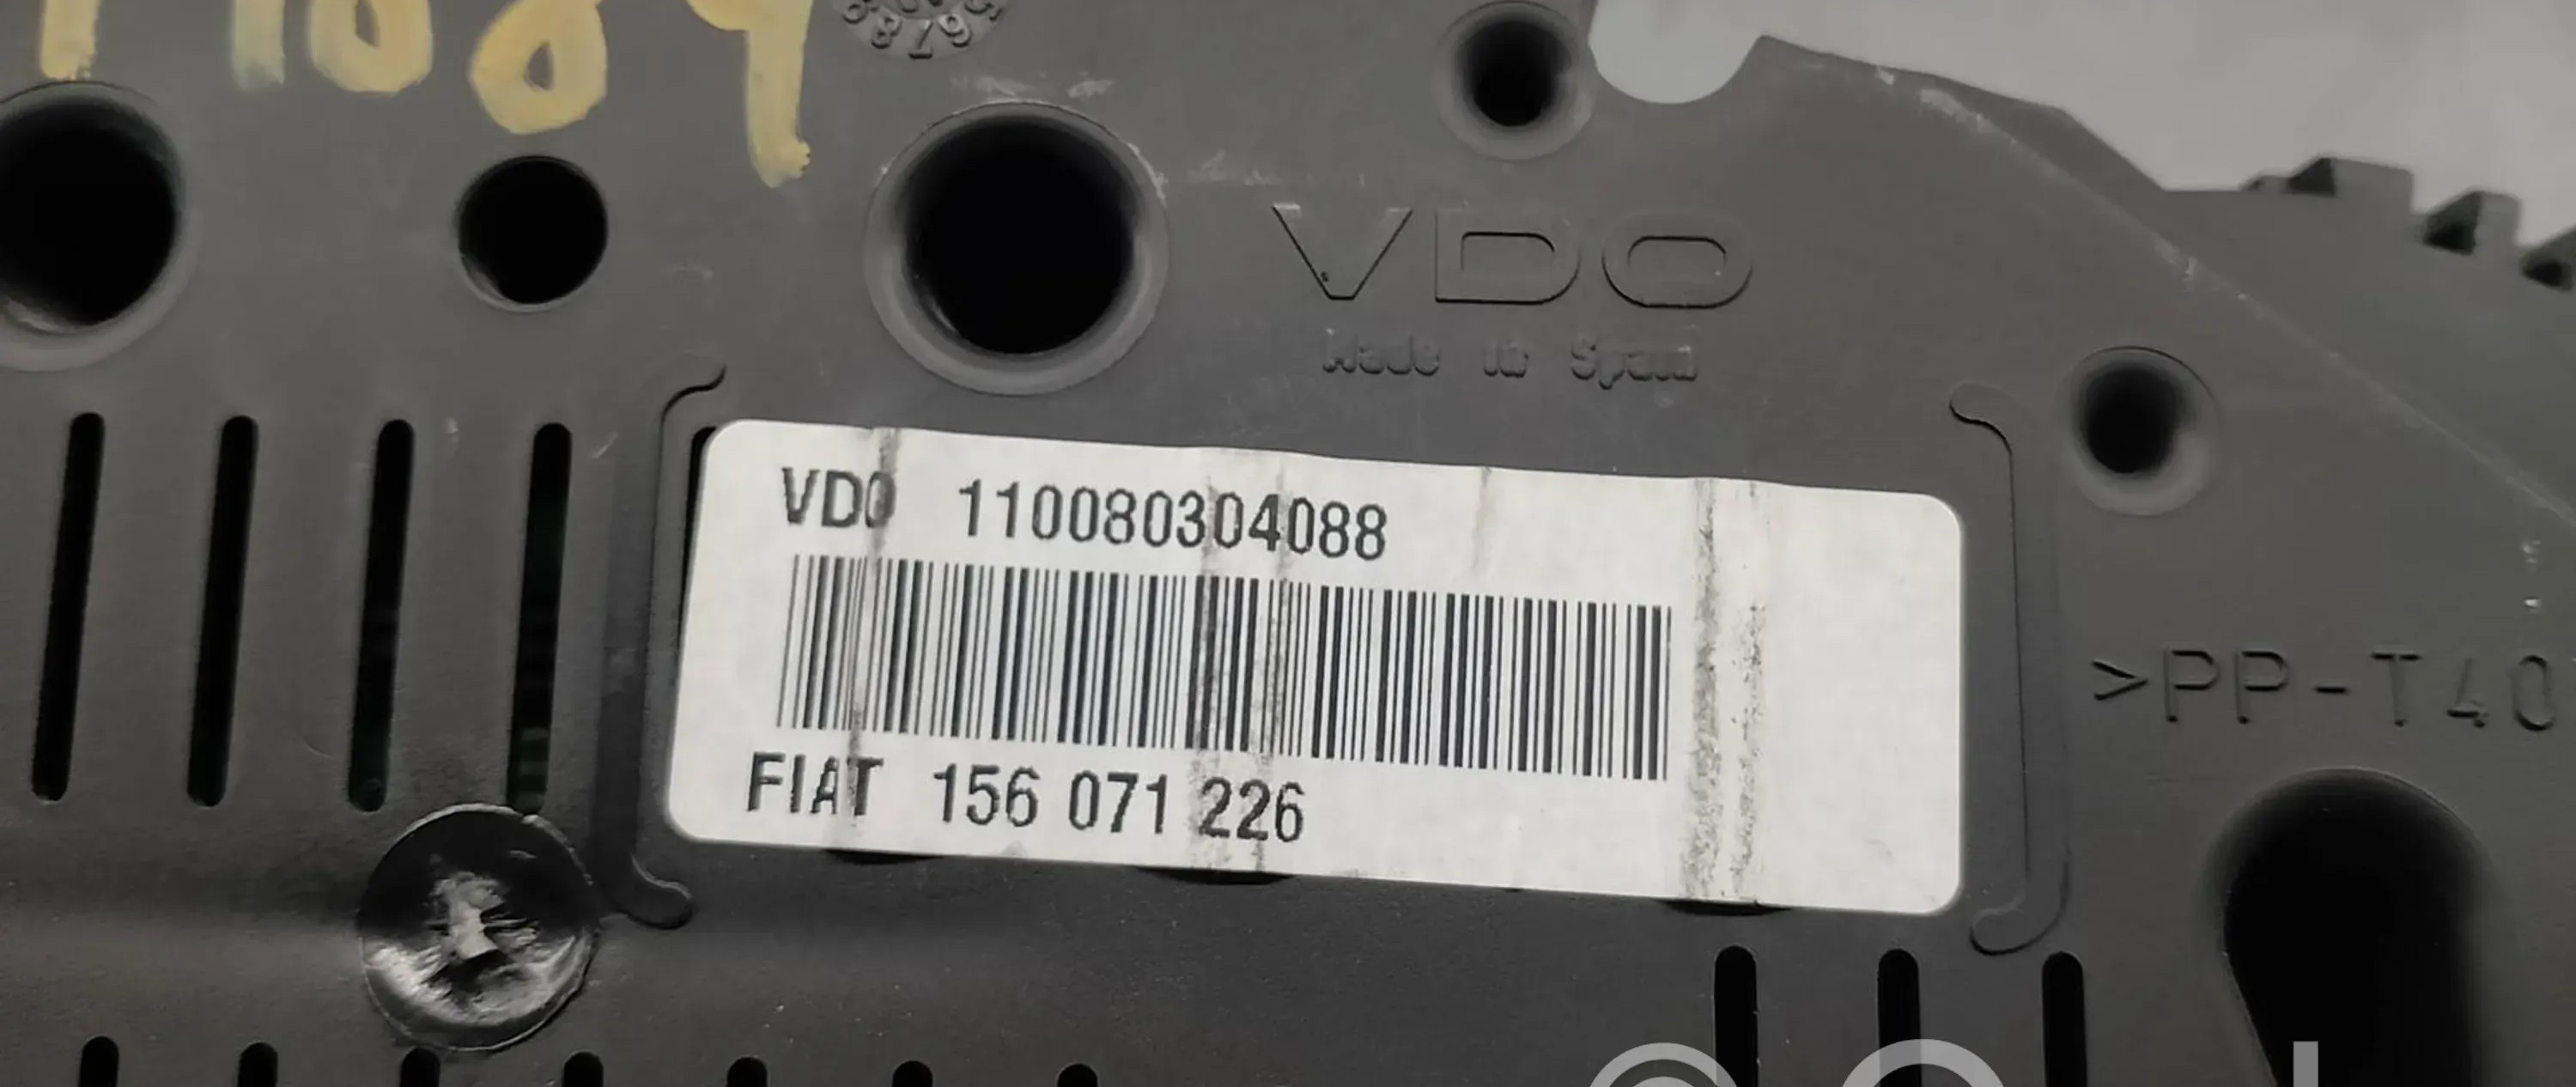 VDO
Made in Spain
VDO 110080304088
FIAT 156 071 226
>PP-T40